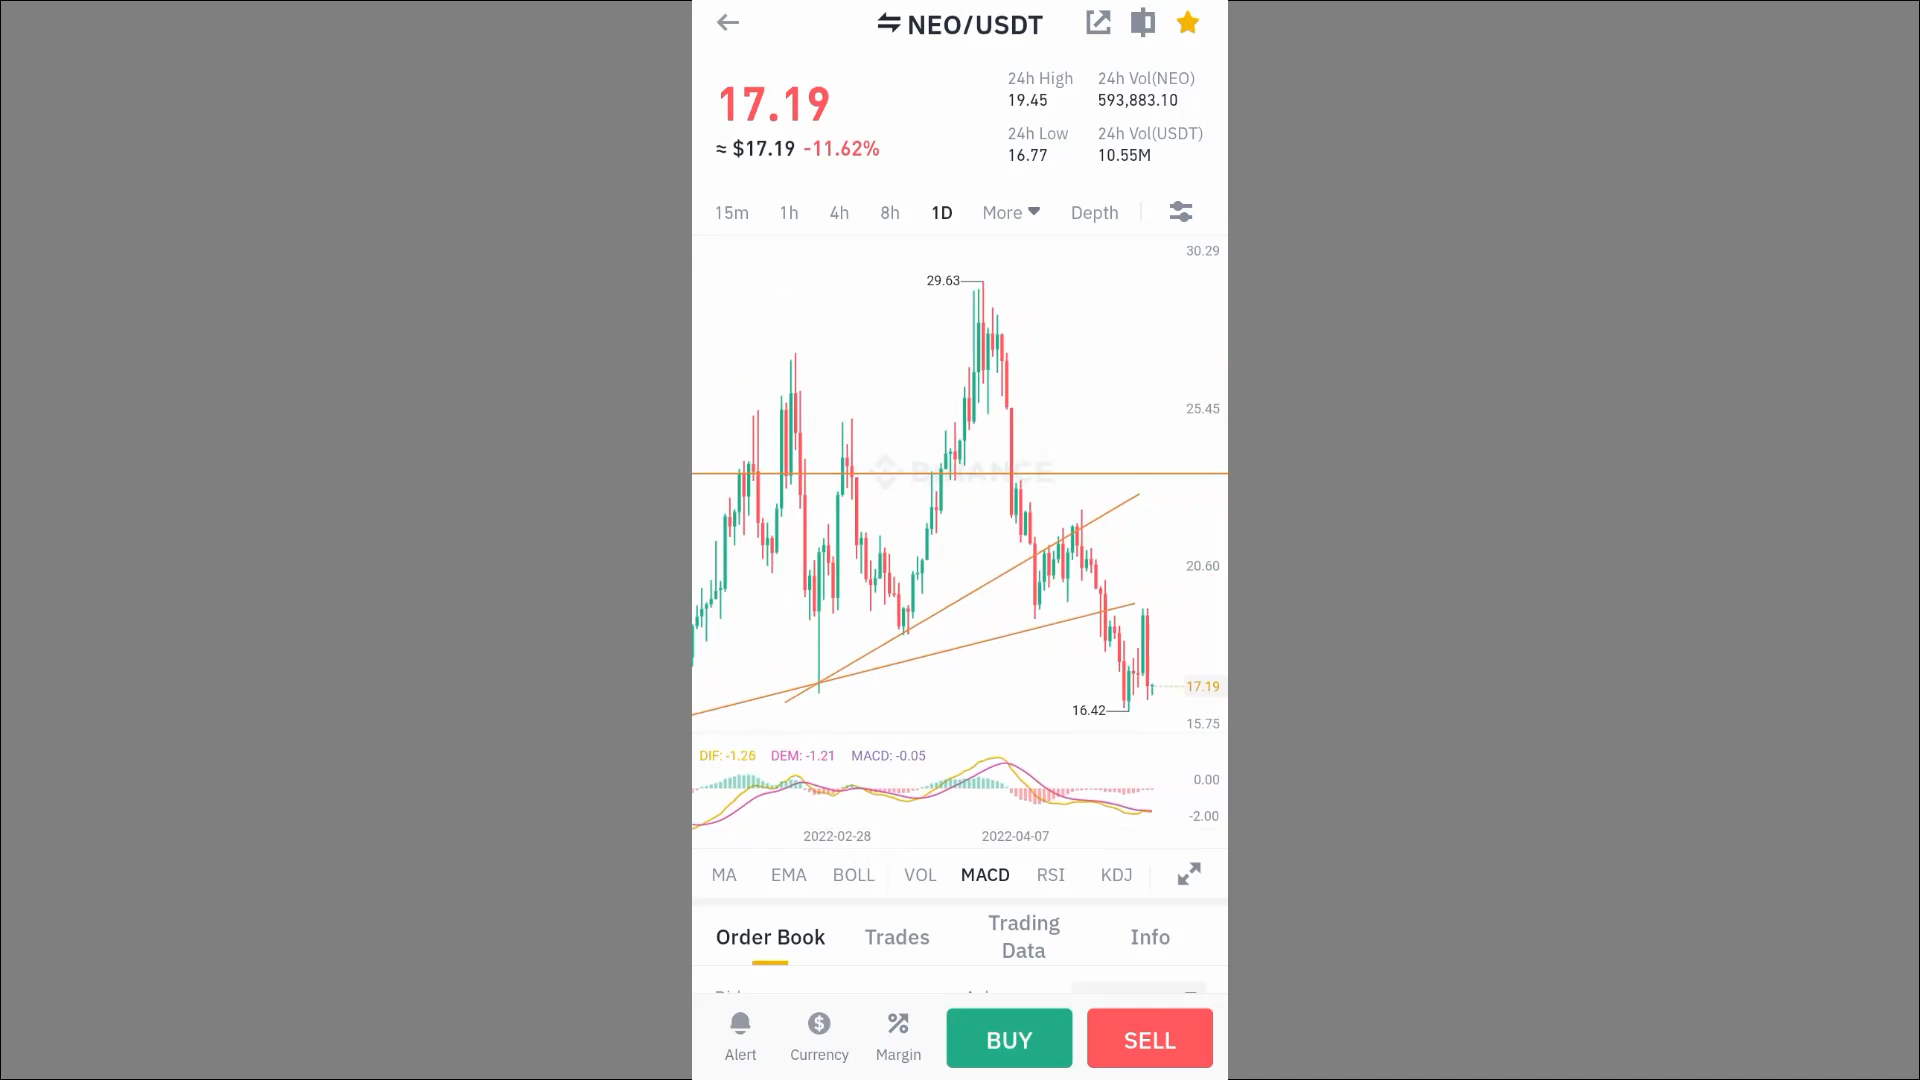 NEO/USDT
17.19
≈ $17.19 -11.62%
24h High
19.45
24h Vol(NEO)
593,883.10
24h Low
16.77
24h Vol(USDT)
10.55M
15m 1h 4h 8h 1D More Depth
30.29
29.63
25.45
BINANCE
20.60
17.19
16.42
15.75
DIF: -1.26 DEM: -1.21 MACD: -0.05
0.00
-2.00
2022-02-28 2022-04-07
MA EMA BOLL VOL MACD RSI KDJ
Order Book Trades Trading Data Info
Alert Currency Margin BUY SELL